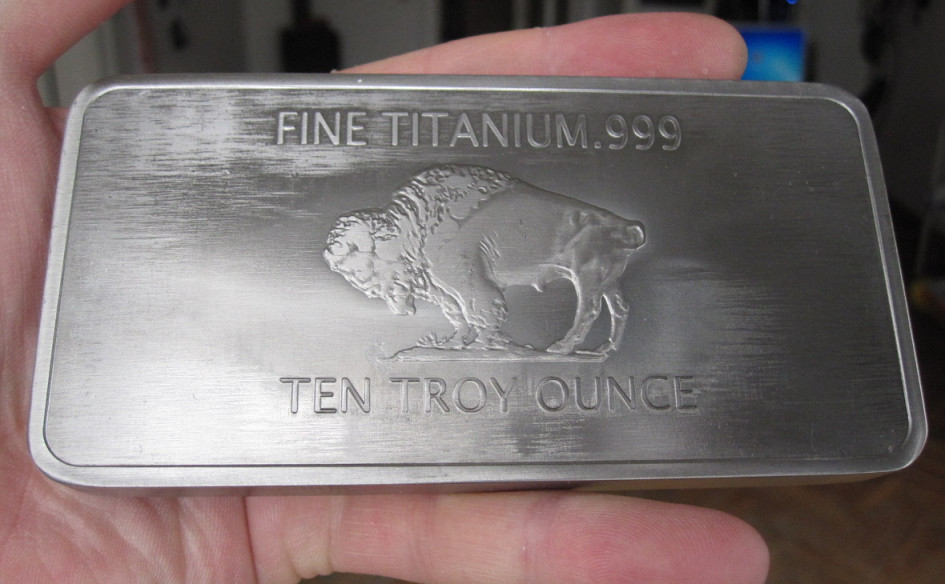 FINE TITANIUM.999
TEN TROY OUNCE